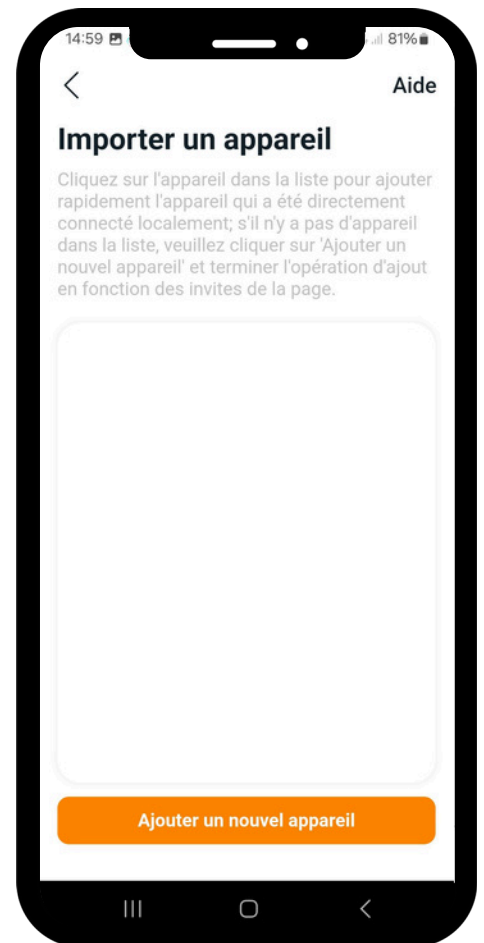 14:59
81%
Aide
Importer un appareil
Cliquez sur l'appareil dans la liste pour ajouter
rapidement l'appareil qui a été directement
connecté localement; s'il n'y a pas d'appareil
dans la liste, veuillez cliquer sur 'Ajouter un
nouvel appareil' et terminer l'opération d'ajout
en fonction des invites de la page.
Ajouter un nouvel appareil